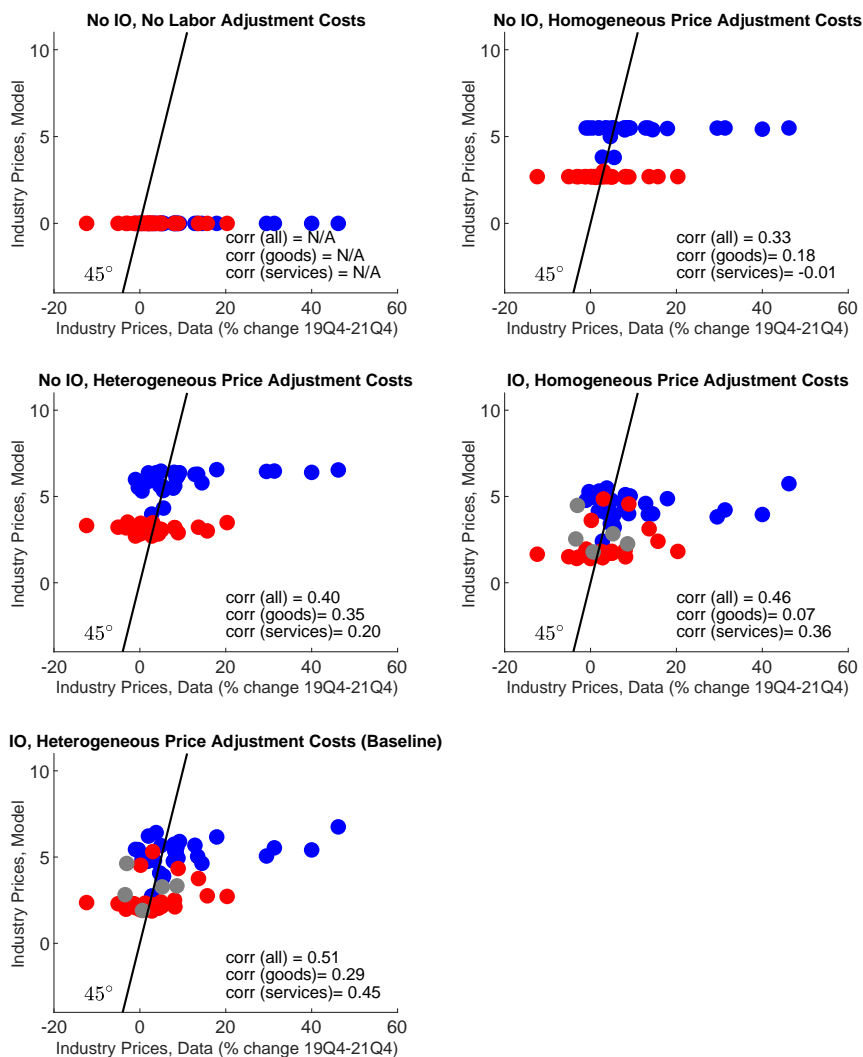 No IO, No Labor Adjustment Costs
10
5
0
Industry Prices, Model
corr (all) = N/A
corr (goods) = N/A
corr (services)= N/A
45°
-20 0 20 40 60
Industry Prices, Data (% change 19Q4-21Q4)
No IO, Homogeneous Price Adjustment Costs
10
5
0
Industry Prices, Model
corr (all) = 0.33
corr (goods)= 0.18
corr (services)= -0.01
45°
-20 0 20 40 60
Industry Prices, Data (% change 19Q4-21Q4)
No IO, Heterogeneous Price Adjustment Costs
10
5
0
Industry Prices, Model
corr (all) = 0.40
corr (goods)= 0.35
corr (services)= 0.20
45°
-20 0 20 40 60
Industry Prices, Data (% change 19Q4-21Q4)
IO, Homogeneous Price Adjustment Costs
10
5
0
Industry Prices, Model
corr (all) = 0.46
corr (goods)= 0.07
corr (services)= 0.36
45°
-20 0 20 40 60
Industry Prices, Data (% change 19Q4-21Q4)
IO, Heterogeneous Price Adjustment Costs (Baseline)
10
5
0
Industry Prices, Model
corr (all) = 0.51
corr (goods)= 0.29
corr (services)= 0.45
45°
-20 0 20 40 60
Industry Prices, Data (% change 19Q4-21Q4)